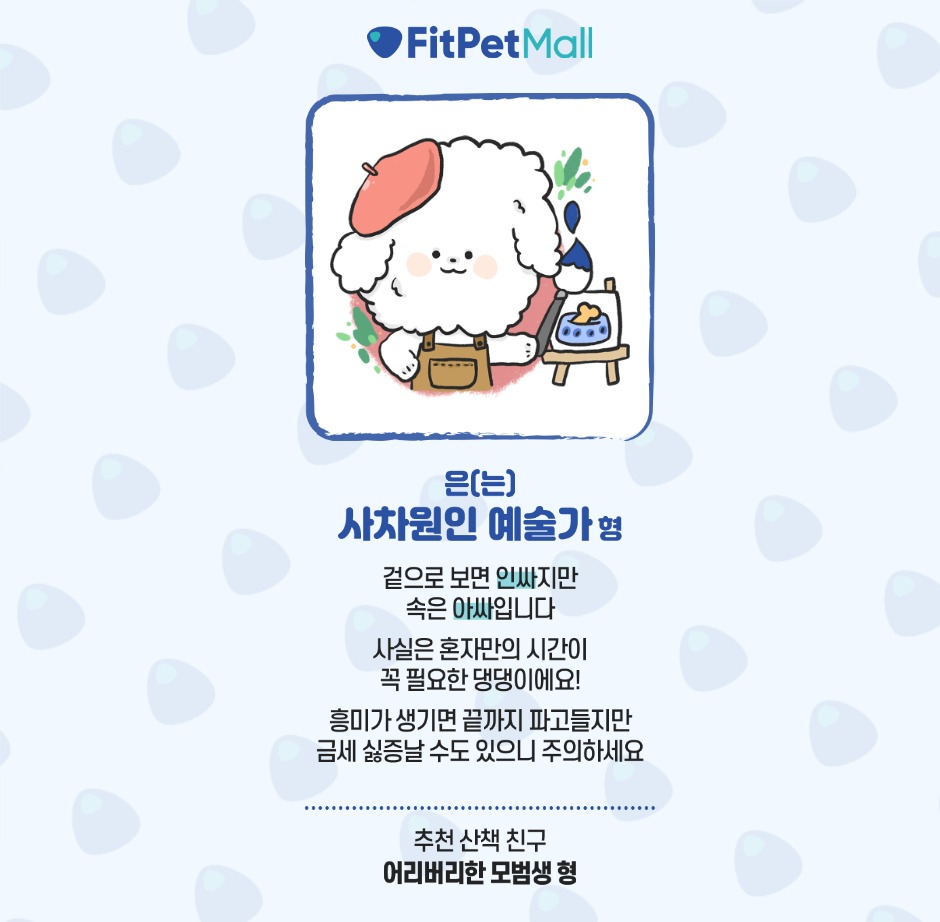 FitPetMall
은(는)
사차원인 예술가 형
겉으로 보면 인싸지만
속은 아싸입니다
사실은 혼자만의 시간이
꼭 필요한 댕댕이에요!
흥미가 생기면 끝까지 파고들지만
금세 싫증날 수도 있으니 주의하세요
추천 산책 친구
어리버리한 모범생 형